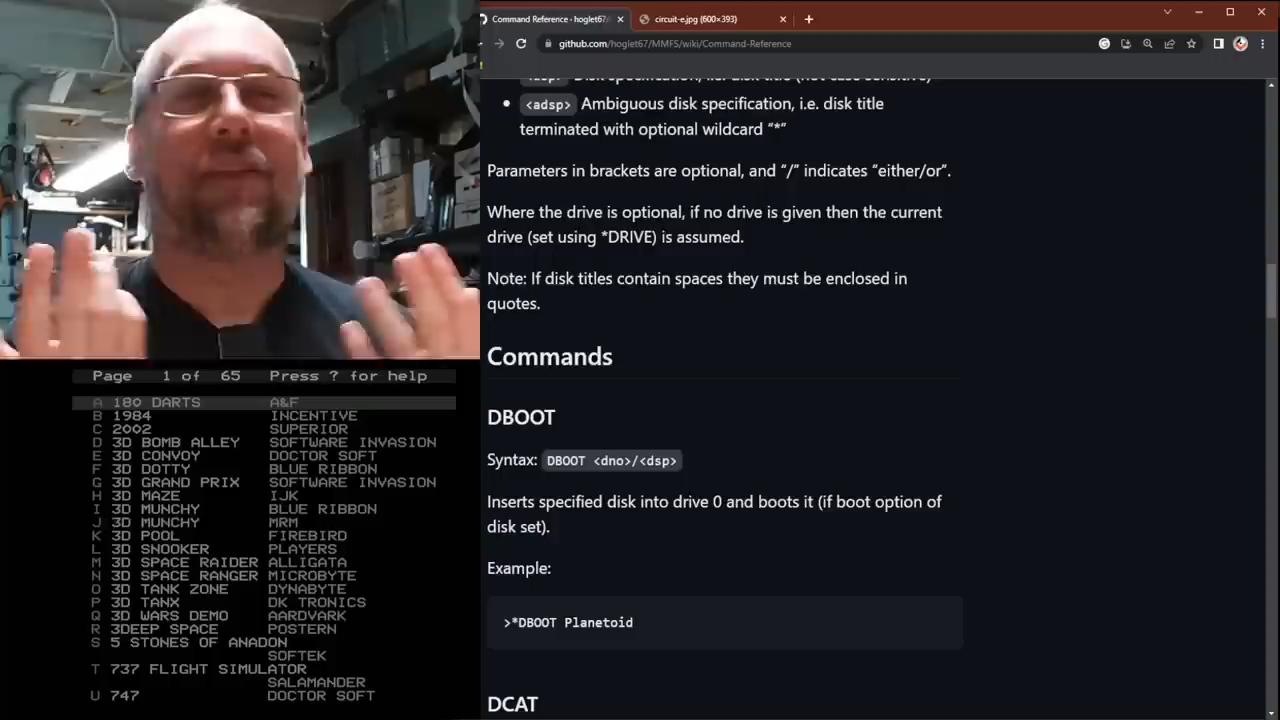 Command Reference · hoglet67/
circuit-e.jpg (600×393)
github.com/hoglet67/MMFS/wiki/Command-Reference
<dsp> Disk specification, i.e. disk title (not case sensitive)
<adsp> Ambiguous disk specification, i.e. disk title
terminated with optional wildcard “*”
Parameters in brackets are optional, and “/” indicates “either/or”.
Where the drive is optional, if no drive is given then the current
drive (set using *DRIVE) is assumed.
Note: If disk titles contain spaces they must be enclosed in
quotes.
Commands
DBOOT
Syntax: DBOOT <dno>/<dsp>
Inserts specified disk into drive 0 and boots it (if boot option of
disk set).
Example:
>*DBOOT Planetoid
DCAT
Page 1 of 65 Press ? for help
A 180 DARTS A&F
B 1984 INCENTIVE
C 2002 SUPERIOR
D 3D BOMB ALLEY SOFTWARE INVASION
E 3D CONVOY DOCTOR SOFT
F 3D DOTTY BLUE RIBBON
G 3D GRAND PRIX SOFTWARE INVASION
H 3D MAZE IJK
I 3D MUNCHY BLUE RIBBON
J 3D MUNCHY MRM
K 3D POOL FIREBIRD
L 3D SNOOKER PLAYERS
M 3D SPACE RAIDER ALLIGATA
N 3D SPACE RANGER MICROBYTE
O 3D TANK ZONE DYNABYTE
P 3D TANX DK TRONICS
Q 3D WARS DEMO AARDVARK
R 3DEEP SPACE POSTERN
S 5 STONES OF ANADON
SOFTEK
T 737 FLIGHT SIMULATOR
SALAMANDER
U 747 DOCTOR SOFT